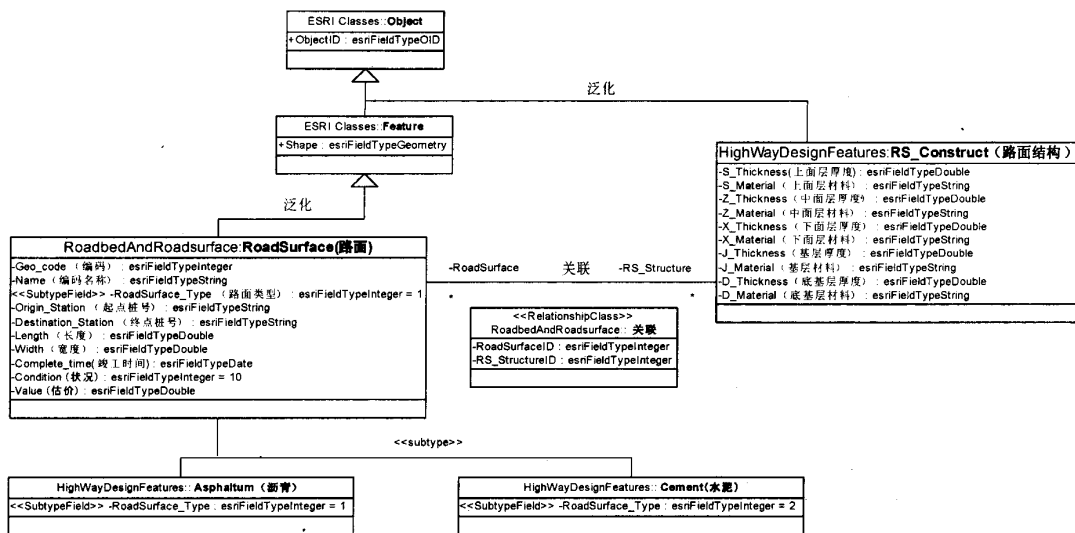 ESRI Classes::Object
+ObjectID : esriFieldTypeOID
泛化
ESRI Classes::Feature
+Shape : esriFieldTypeGeometry
泛化
HighWayDesignFeatures:RS_Construct（路面结构）
-S_Thickness(上面层厚度) : esriFieldTypeDouble
-S_Material（上面层材料）: esriFieldTypeString
-Z_Thickness（中面层厚度）: esriFieldTypeDouble
-Z_Material（中面层材料）: esriFieldTypeString
-X_Thickness（下面层厚度）: esriFieldTypeDouble
-X_Material（下面层材料）: esriFieldTypeString
-J_Thickness（基层厚度）: esriFieldTypeDouble
-J_Material（基层材料）: esriFieldTypeString
-D_Thickness（底基层厚度）: esriFieldTypeDouble
-D_Material（底基层材料）: esriFieldTypeString
RoadbedAndRoadsurface:RoadSurface(路面)
-Geo_code（编码）: esriFieldTypeInteger
-Name（编码名称）: esriFieldTypeString
<<SubtypeField>> -RoadSurface_Type（路面类型）: esriFieldTypeInteger = 1
-Origin_Station（起点桩号）: esriFieldTypeString
-Destination_Station（终点桩号）: esriFieldTypeString
-Length（长度）: esriFieldTypeDouble
-Width（宽度）: esriFieldTypeDouble
-Complete_time(竣工时间) : esriFieldTypeDate
-Condition(状况) : esriFieldTypeInteger = 10
-Value(估价) : esriFieldTypeDouble
-RoadSurface 关联 -RS_Structure
* *
<<RelationshipClass>>
RoadbedAndRoadsurface:: 关联
-RoadSurfaceID : esriFieldTypeInteger
-RS_StructureID : esriFieldTypeInteger
<<subtype>>
HighWayDesignFeatures:: Asphaltum（沥青）
<<SubtypeField>> -RoadSurface_Type : esriFieldTypeInteger = 1
HighWayDesignFeatures:: Cement(水泥)
<<SubtypeField>> -RoadSurface_Type : esriFieldTypeInteger = 2